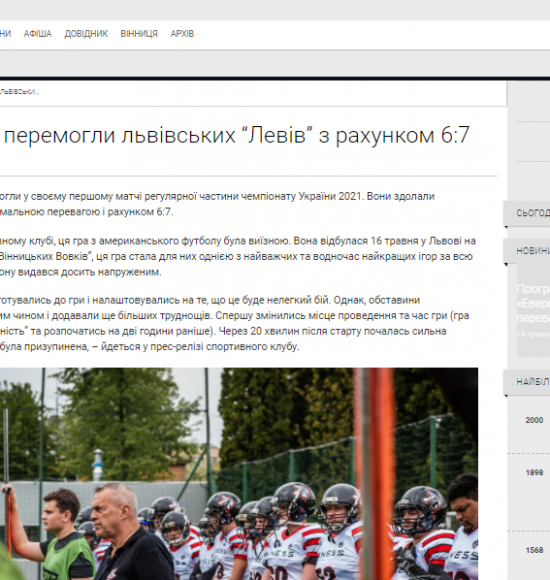 НИ АФІША ДОВІДНИК ВІННИЦЯ АРХІВ
ЛЬВІВСЬКИ...
перемогли львівських “Левів” з рахунком 6:7
огли у своєму першому матчі регулярної частини чемпіонату України 2021. Вони здолали
мальною перевагою і рахунком 6:7.
вному клубі, ця гра з американського футболу була виїзною. Вона відбулася 16 травня у Львові на
Вінницьких Вовків”, ця гра стала для них однією з найважчих та водночас найкращих ігор за всю
ону видався досить напруженим.
отувались до гри і налаштовувались на те, що це буде нелегкий бій. Однак, обставини
им чином і додавали ще більших труднощів. Спершу змінились місце проведення та час гри (гра
ність” та розпочатись на дві години раніше). Через 20 хвилин після старту почалась сильна
була призупинена, – йдеться у прес-релізі спортивного клубу.
СЬОГОД
НОВИНИ
Прогр
«Евер
перева
НАЙБІЛ
2000
1898
1568
NESS